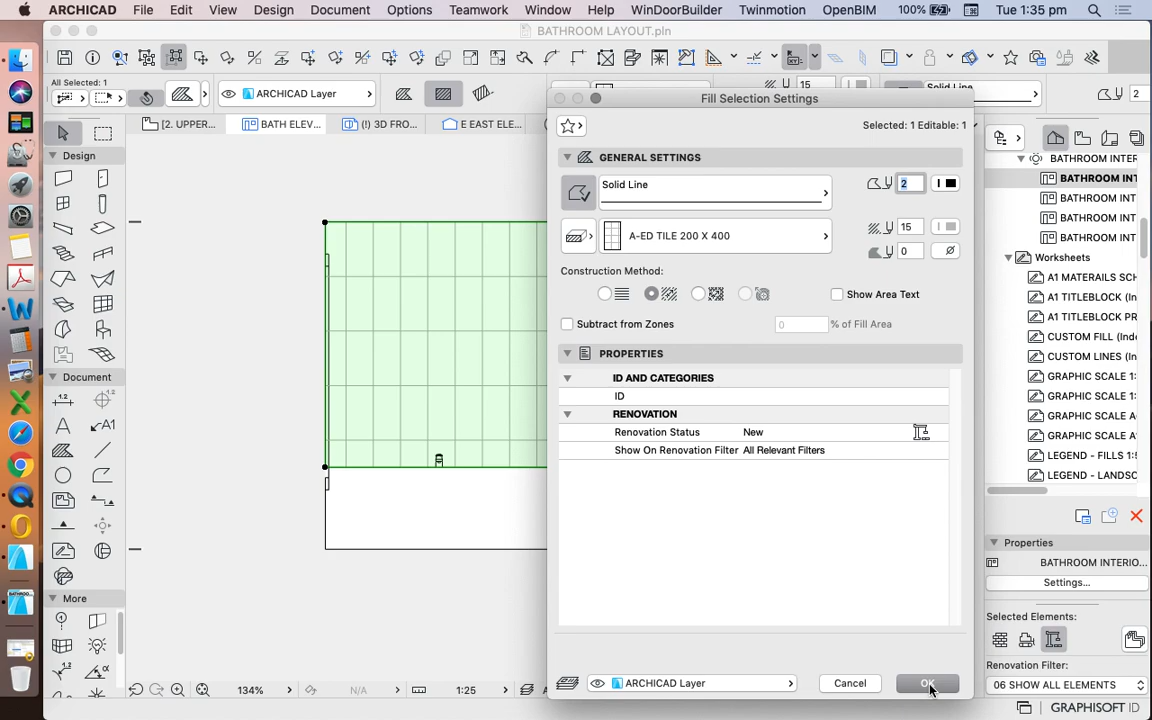 ARCHICAD File Edit View Design Document Options Teamwork Window Help WinDoorBuilder Twinmotion OpenBIM 100% Tue 1:35 pm
BATHROOM LAYOUT.pln
All Selected: 1
ARCHICAD Layer
15
Solid Line
2
[2. UPPER...
BATH ELEV...
(!) 3D FRO...
E EAST ELE...
Fill Selection Settings
Selected: 1 Editable: 1
GENERAL SETTINGS
Solid Line
2
A-ED TILE 200 X 400
15
0
Construction Method:
Show Area Text
Subtract from Zones
0
% of Fill Area
PROPERTIES
ID AND CATEGORIES
ID
RENOVATION
Renovation Status New
Show On Renovation Filter All Relevant Filters
ARCHICAD Layer
Cancel
OK
Design
Document
More
134%
N/A
1:25
BATHROOM INTER
BATHROOM INT
BATHROOM INT
BATHROOM INT
BATHROOM INT
Worksheets
A1 MATERAILS SCH
A1 TITLEBLOCK (In
A1 TITLEBLOCK PR
CUSTOM FILL (Inde
CUSTOM LINES (In
GRAPHIC SCALE 1:
GRAPHIC SCALE 1:
GRAPHIC SCALE A
GRAPHIC SCALE A
LEGEND - FILLS 1:5
LEGEND - LANDSC
Properties
BATHROOM INTERIO...
Settings...
Selected Elements:
Renovation Filter:
06 SHOW ALL ELEMENTS
GRAPHISOFT ID